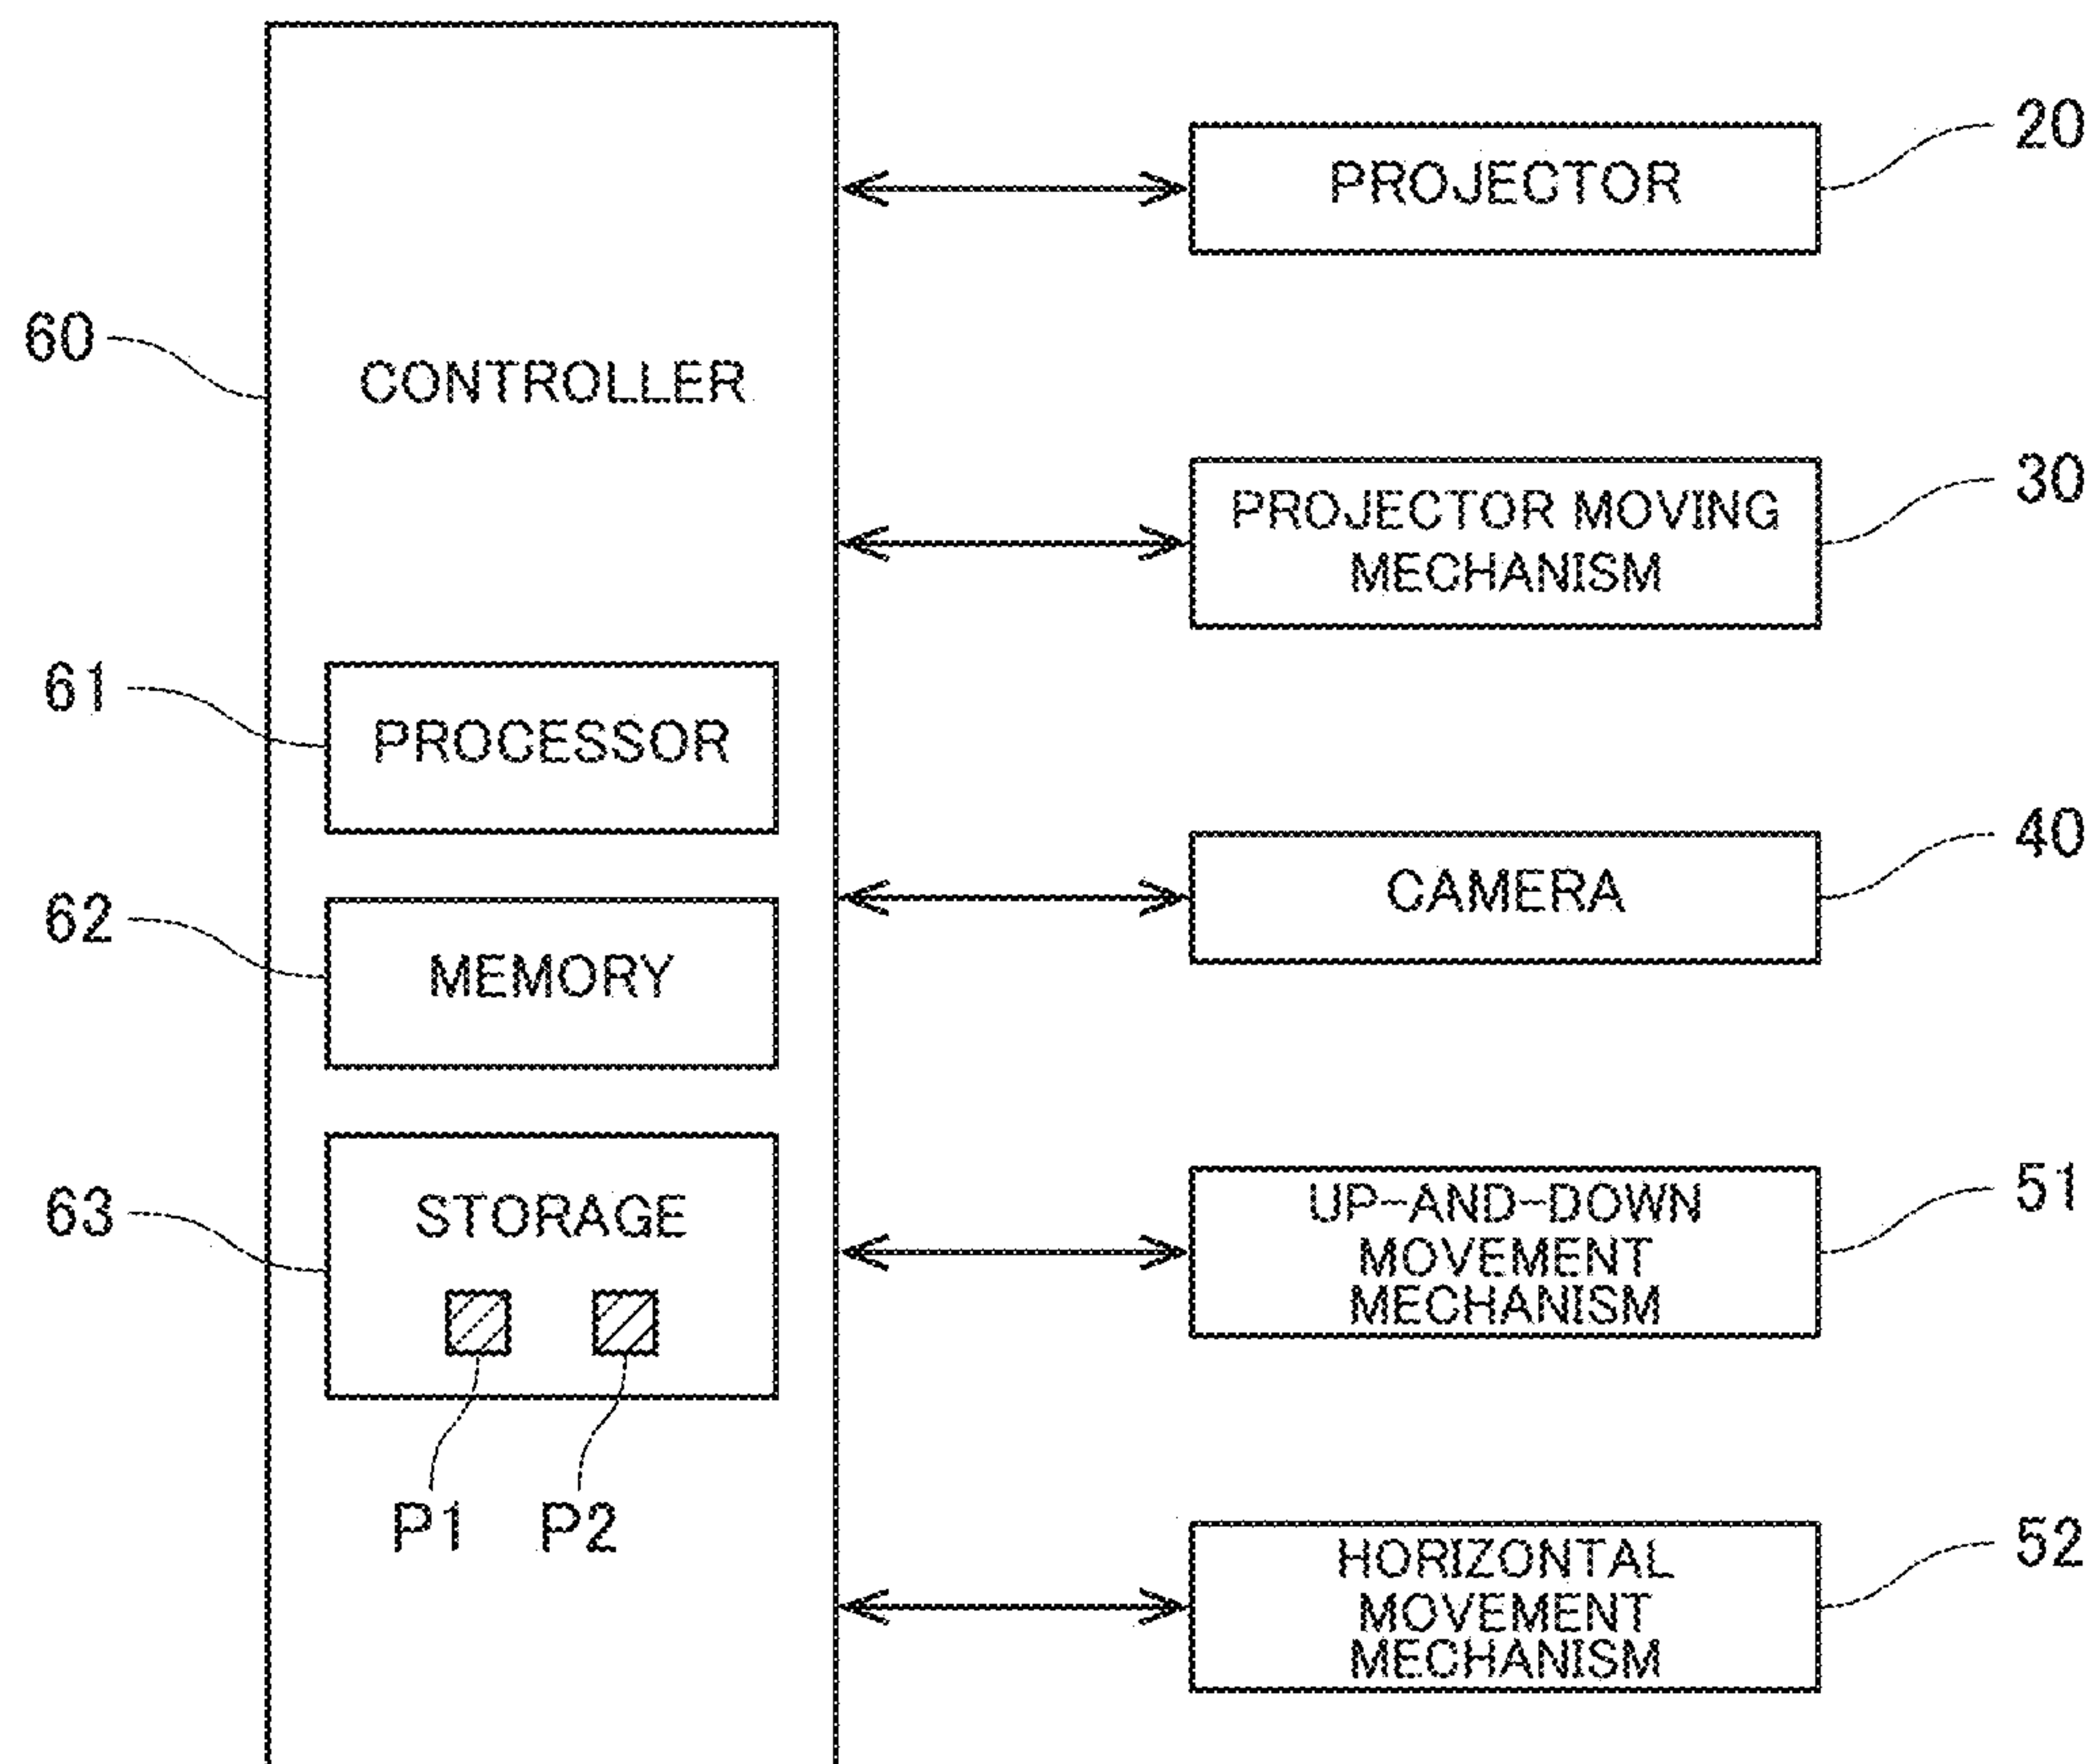 20
PROJECTOR
60
CONTROLLER
30
PROJECTOR MOVING
MECHANISM
61
PROCESSOR
40
CAMERA
62
MEMORY
63
STORAGE
P1
P2
51
UP-AND-DOWN
MOVEMENT
MECHANISM
52
HORIZONTAL
MOVEMENT
MECHANISM